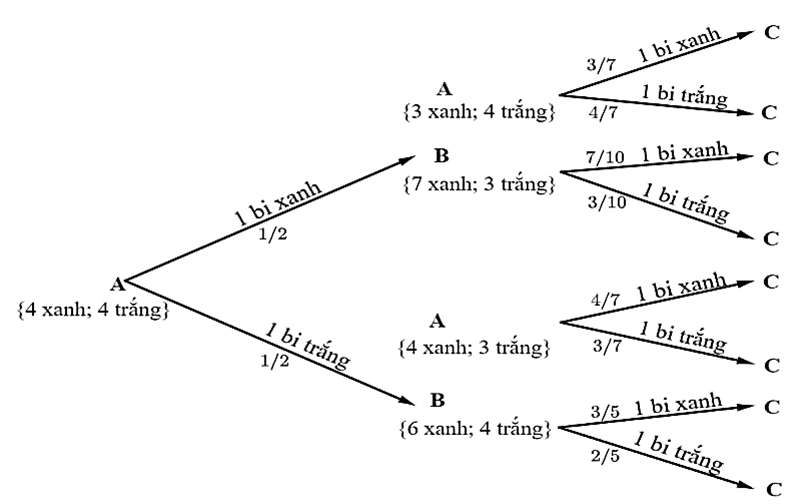 C
3/7 1 bi xanh
A
{3 xanh; 4 trắng}
1 bi trắng
4/7
C
B
{7 xanh; 3 trắng}
7/10 1 bi xanh
C
3/10
1 bi trắng
C
1 bi xanh
1/2
A
{4 xanh; 4 trắng}
1 bi trắng
1/2
A
{4 xanh; 3 trắng}
4/7 1 bi xanh
C
3/7
1 bi trắng
C
B
{6 xanh; 4 trắng}
3/5 1 bi xanh
C
2/5
1 bi trắng
C